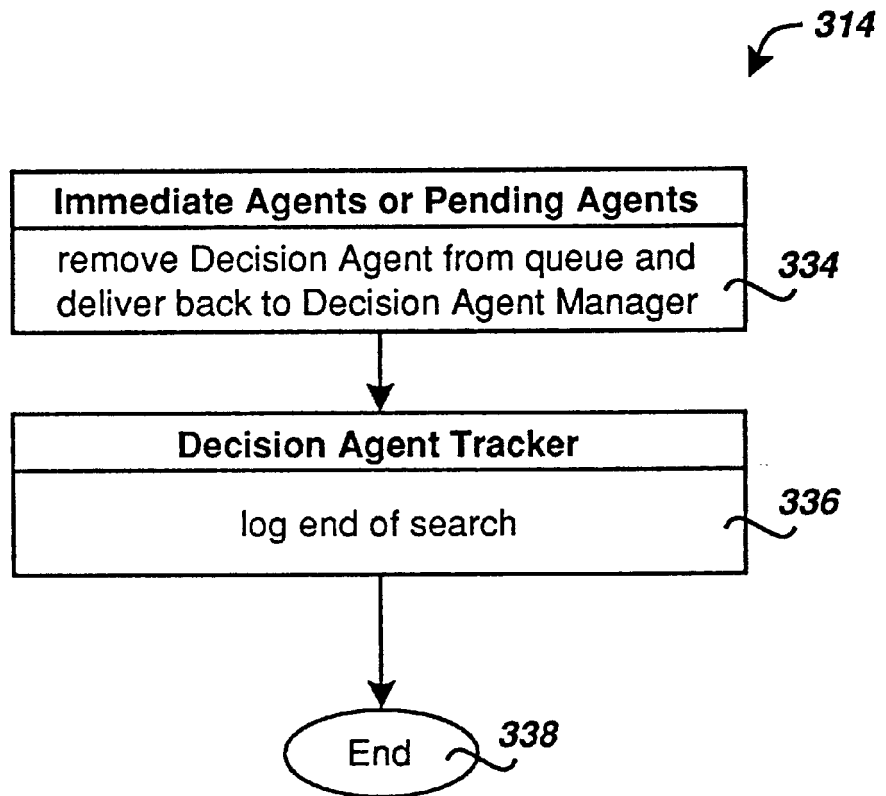 314
Immediate Agents or Pending Agents
remove Decision Agent from queue and
deliver back to Decision Agent Manager
334
Decision Agent Tracker
log end of search
336
End
338